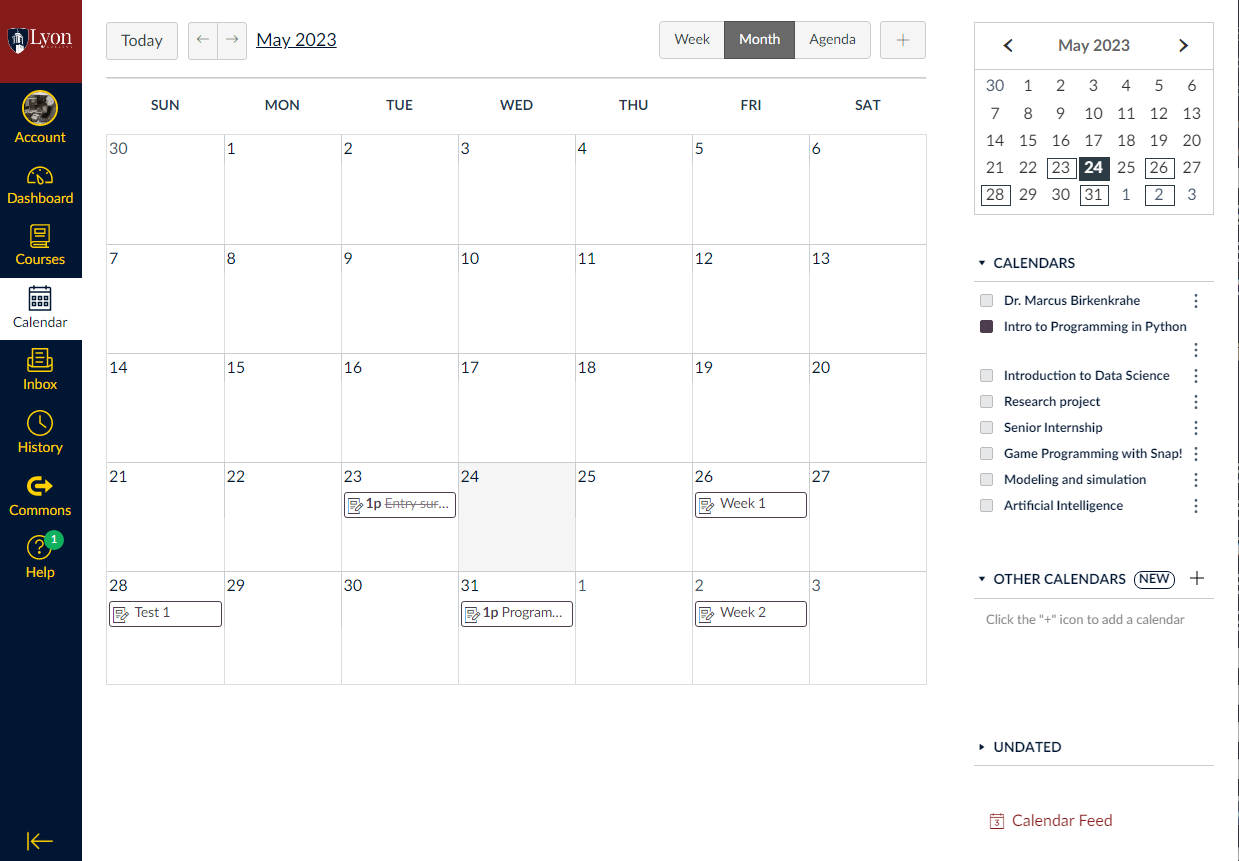 Lyon
Account
Dashboard
Courses
Calendar
Inbox
History
Commons
1
Help
Today ← → May 2023 Week Month Agenda +
SUN MON TUE WED THU FRI SAT
30 1 2 3 4 5 6
7 8 9 10 11 12 13
14 15 16 17 18 19 20
21 22 23 24 25 26 27
1p Entry sur... Week 1
28 29 30 31 1 2 3
Test 1 1p Program... Week 2
May 2023
30 1 2 3 4 5 6
7 8 9 10 11 12 13
14 15 16 17 18 19 20
21 22 23 24 25 26 27
28 29 30 31 1 2 3
CALENDARS
Dr. Marcus Birkenkrahe
Intro to Programming in Python
Introduction to Data Science
Research project
Senior Internship
Game Programming with Snap!
Modeling and simulation
Artificial Intelligence
OTHER CALENDARS NEW +
Click the "+" icon to add a calendar
UNDATED
3 Calendar Feed